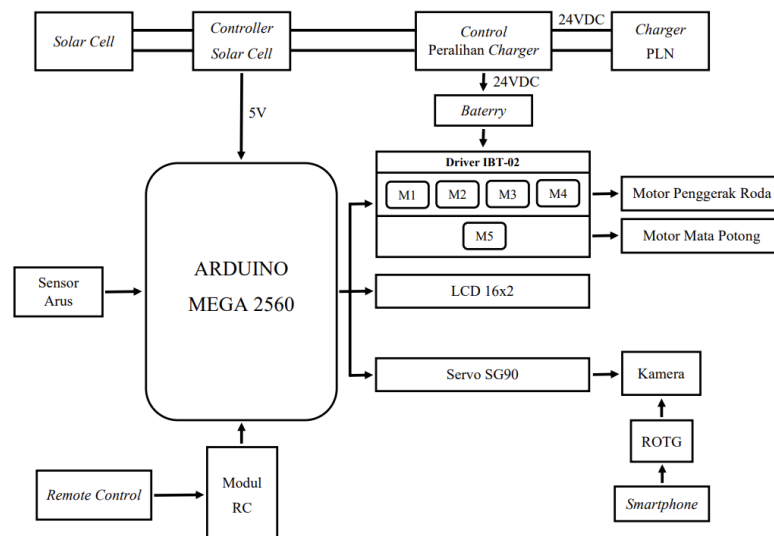 Solar Cell
Controller
Solar Cell
Control
Peralihan Charger
24VDC
Charger
PLN
5V
24VDC
Baterry
Driver IBT-02
M1
M2
M3
M4
Motor Penggerak Roda
M5
Motor Mata Potong
ARDUINO
MEGA 2560
Sensor
Arus
LCD 16x2
Servo SG90
Kamera
ROTG
Remote Control
Modul
RC
Smartphone